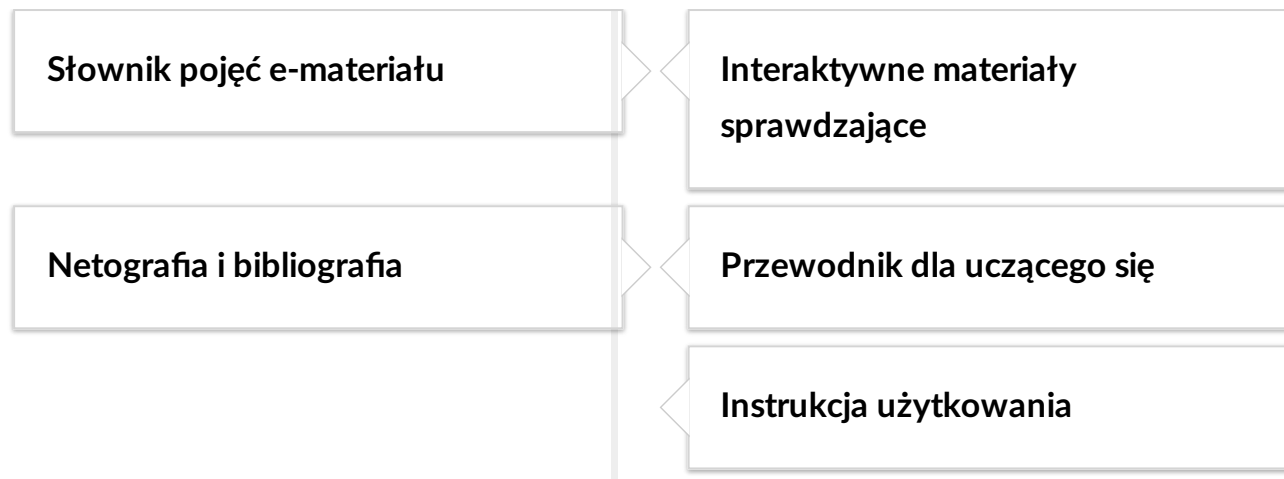 Słownik pojęć e-materiału
Interaktywne materiały
sprawdzające
Netografia i bibliografia
Przewodnik dla uczącego się
Instrukcja użytkowania